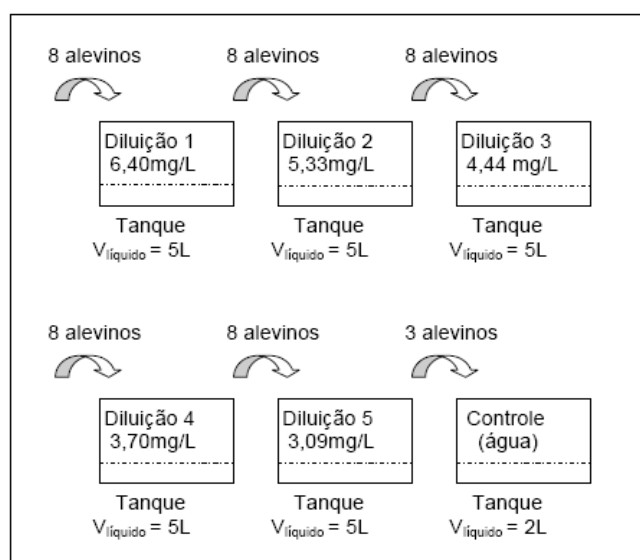 8 alevinos 8 alevinos 8 alevinos
Diluição 1
6,40mg/L
Tanque
Vlíquido = 5L
Diluição 2
5,33mg/L
Tanque
Vlíquido = 5L
Diluição 3
4,44 mg/L
Tanque
Vlíquido = 5L
8 alevinos 8 alevinos 3 alevinos
Diluição 4
3,70mg/L
Tanque
Vlíquido = 5L
Diluição 5
3,09mg/L
Tanque
Vlíquido = 5L
Controle
(água)
Tanque
Vlíquido = 2L